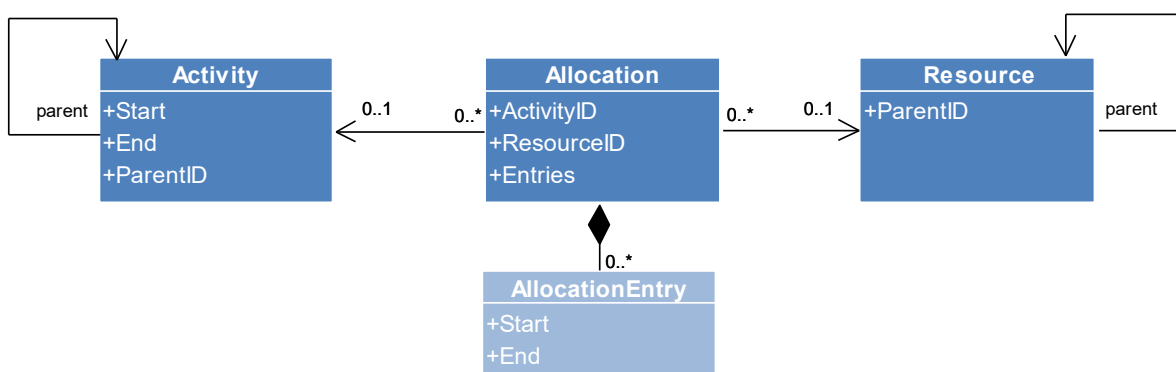 Activity
+Start
+End
+ParentID
parent
0..1
0..*
Allocation
+ActivityID
+ResourceID
+Entries
0..*
0..1
Resource
+ParentID
parent
0..*
AllocationEntry
+Start
+End